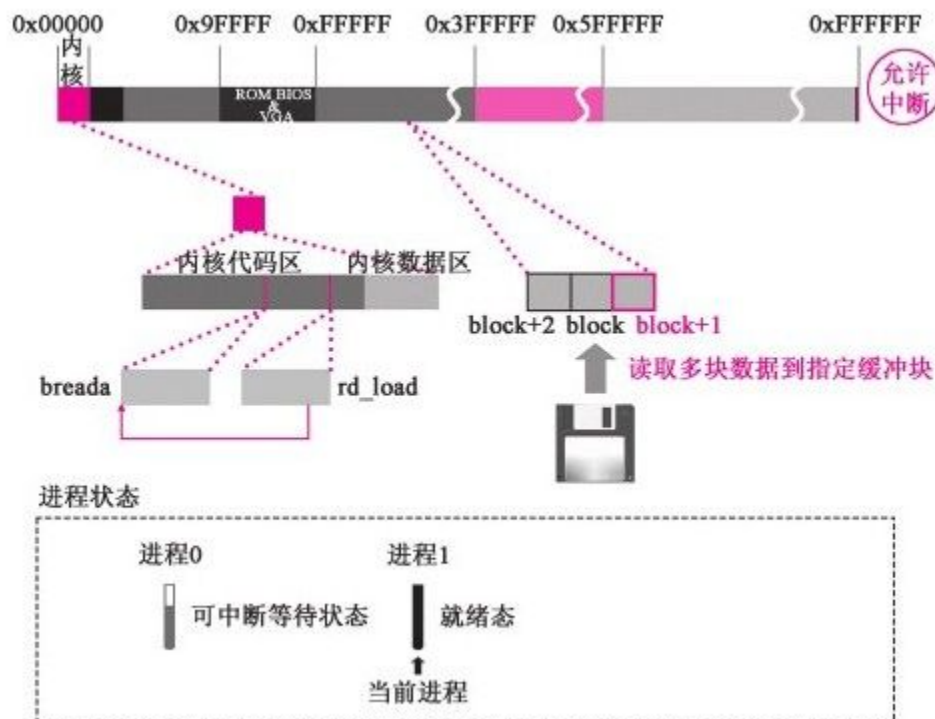 0x00000 0x9FFFF 0xFFFFF 0x3FFFFF 0x5FFFFF 0xFFFFFF
内
核
允许
中断
ROM BIOS
&
VGA
内核代码区 内核数据区
block+2 block block+1
读取多块数据到指定缓冲块
breada rd_load
进程状态
进程0 进程1
可中断等待状态 就绪态
当前进程